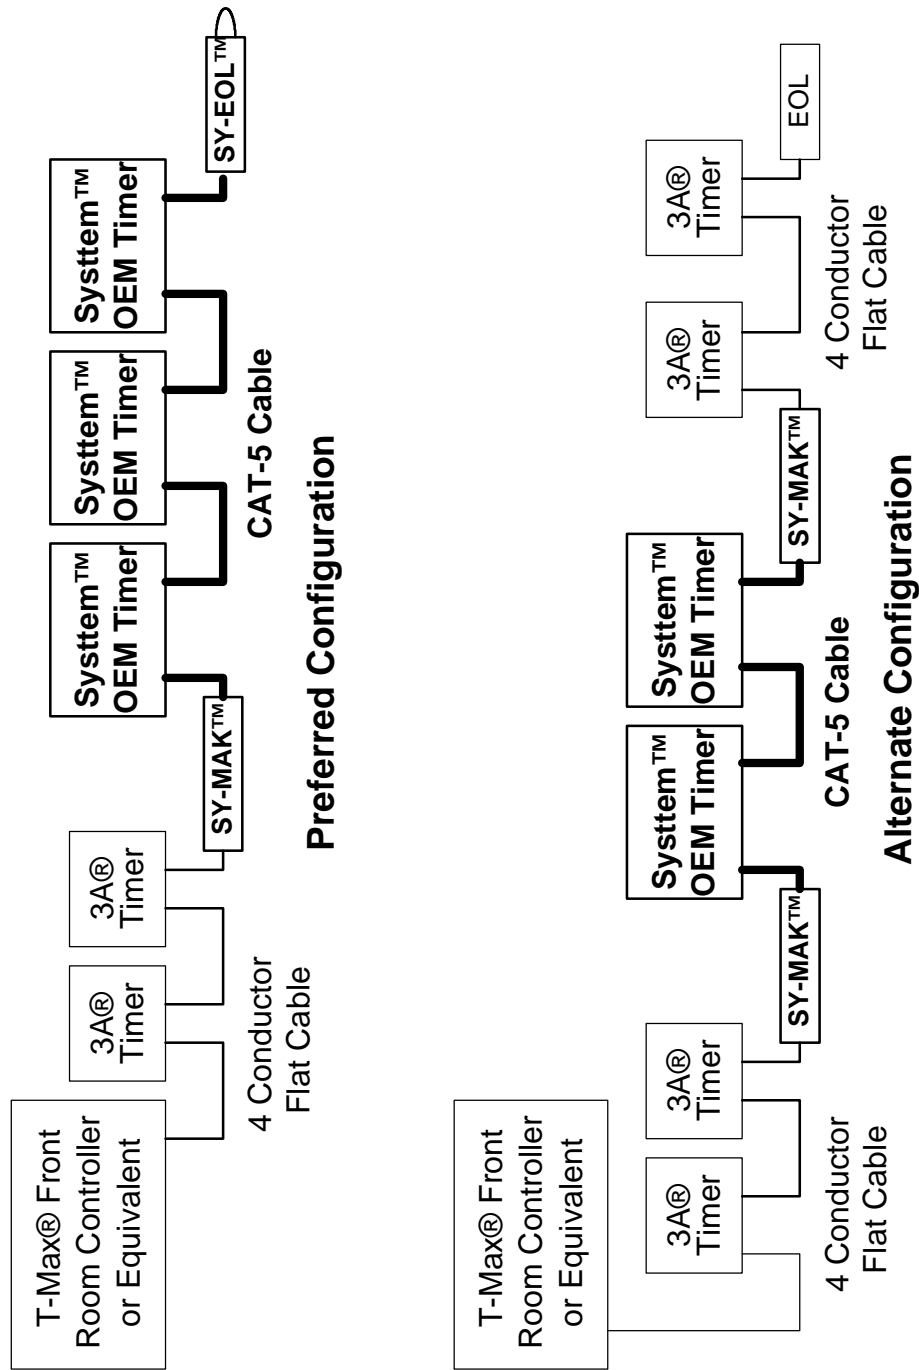 T-Max® Front
Room Controller
or Equivalent
3A®
Timer
3A®
Timer
4 Conductor
Flat Cable
SY-MAK™
Systtem™
OEM Timer
Systtem™
OEM Timer
Systtem™
OEM Timer
SY-EOL™
CAT-5 Cable
Preferred Configuration
T-Max® Front
Room Controller
or Equivalent
3A®
Timer
3A®
Timer
4 Conductor
Flat Cable
SY-MAK™
Systtem™
OEM Timer
Systtem™
OEM Timer
CAT-5 Cable
SY-MAK™
3A®
Timer
3A®
Timer
EOL
4 Conductor
Flat Cable
Alternate Configuration